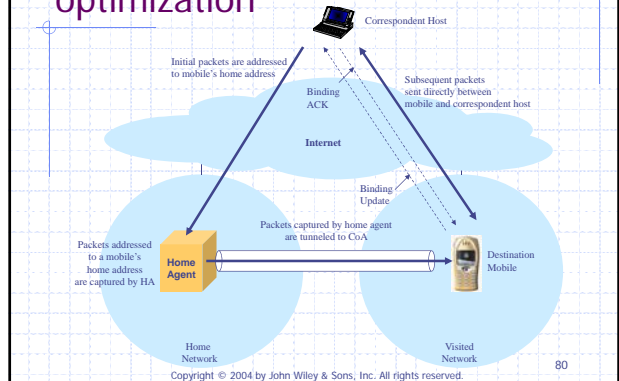 optimization
Correspondent Host
Initial packets are addressed
to mobile's home address
Subsequent packets
sent directly between
mobile and correspondent host
Binding
ACK
Internet
Binding
Update
Packets captured by home agent
are tunneled to CoA
Packets addressed
to a mobile's
home address
are captured by HA
Home
Agent
Destination
Mobile
Home
Network
Visited
Network
Copyright © 2004 by John Wiley & Sons, Inc. All rights reserved.
80